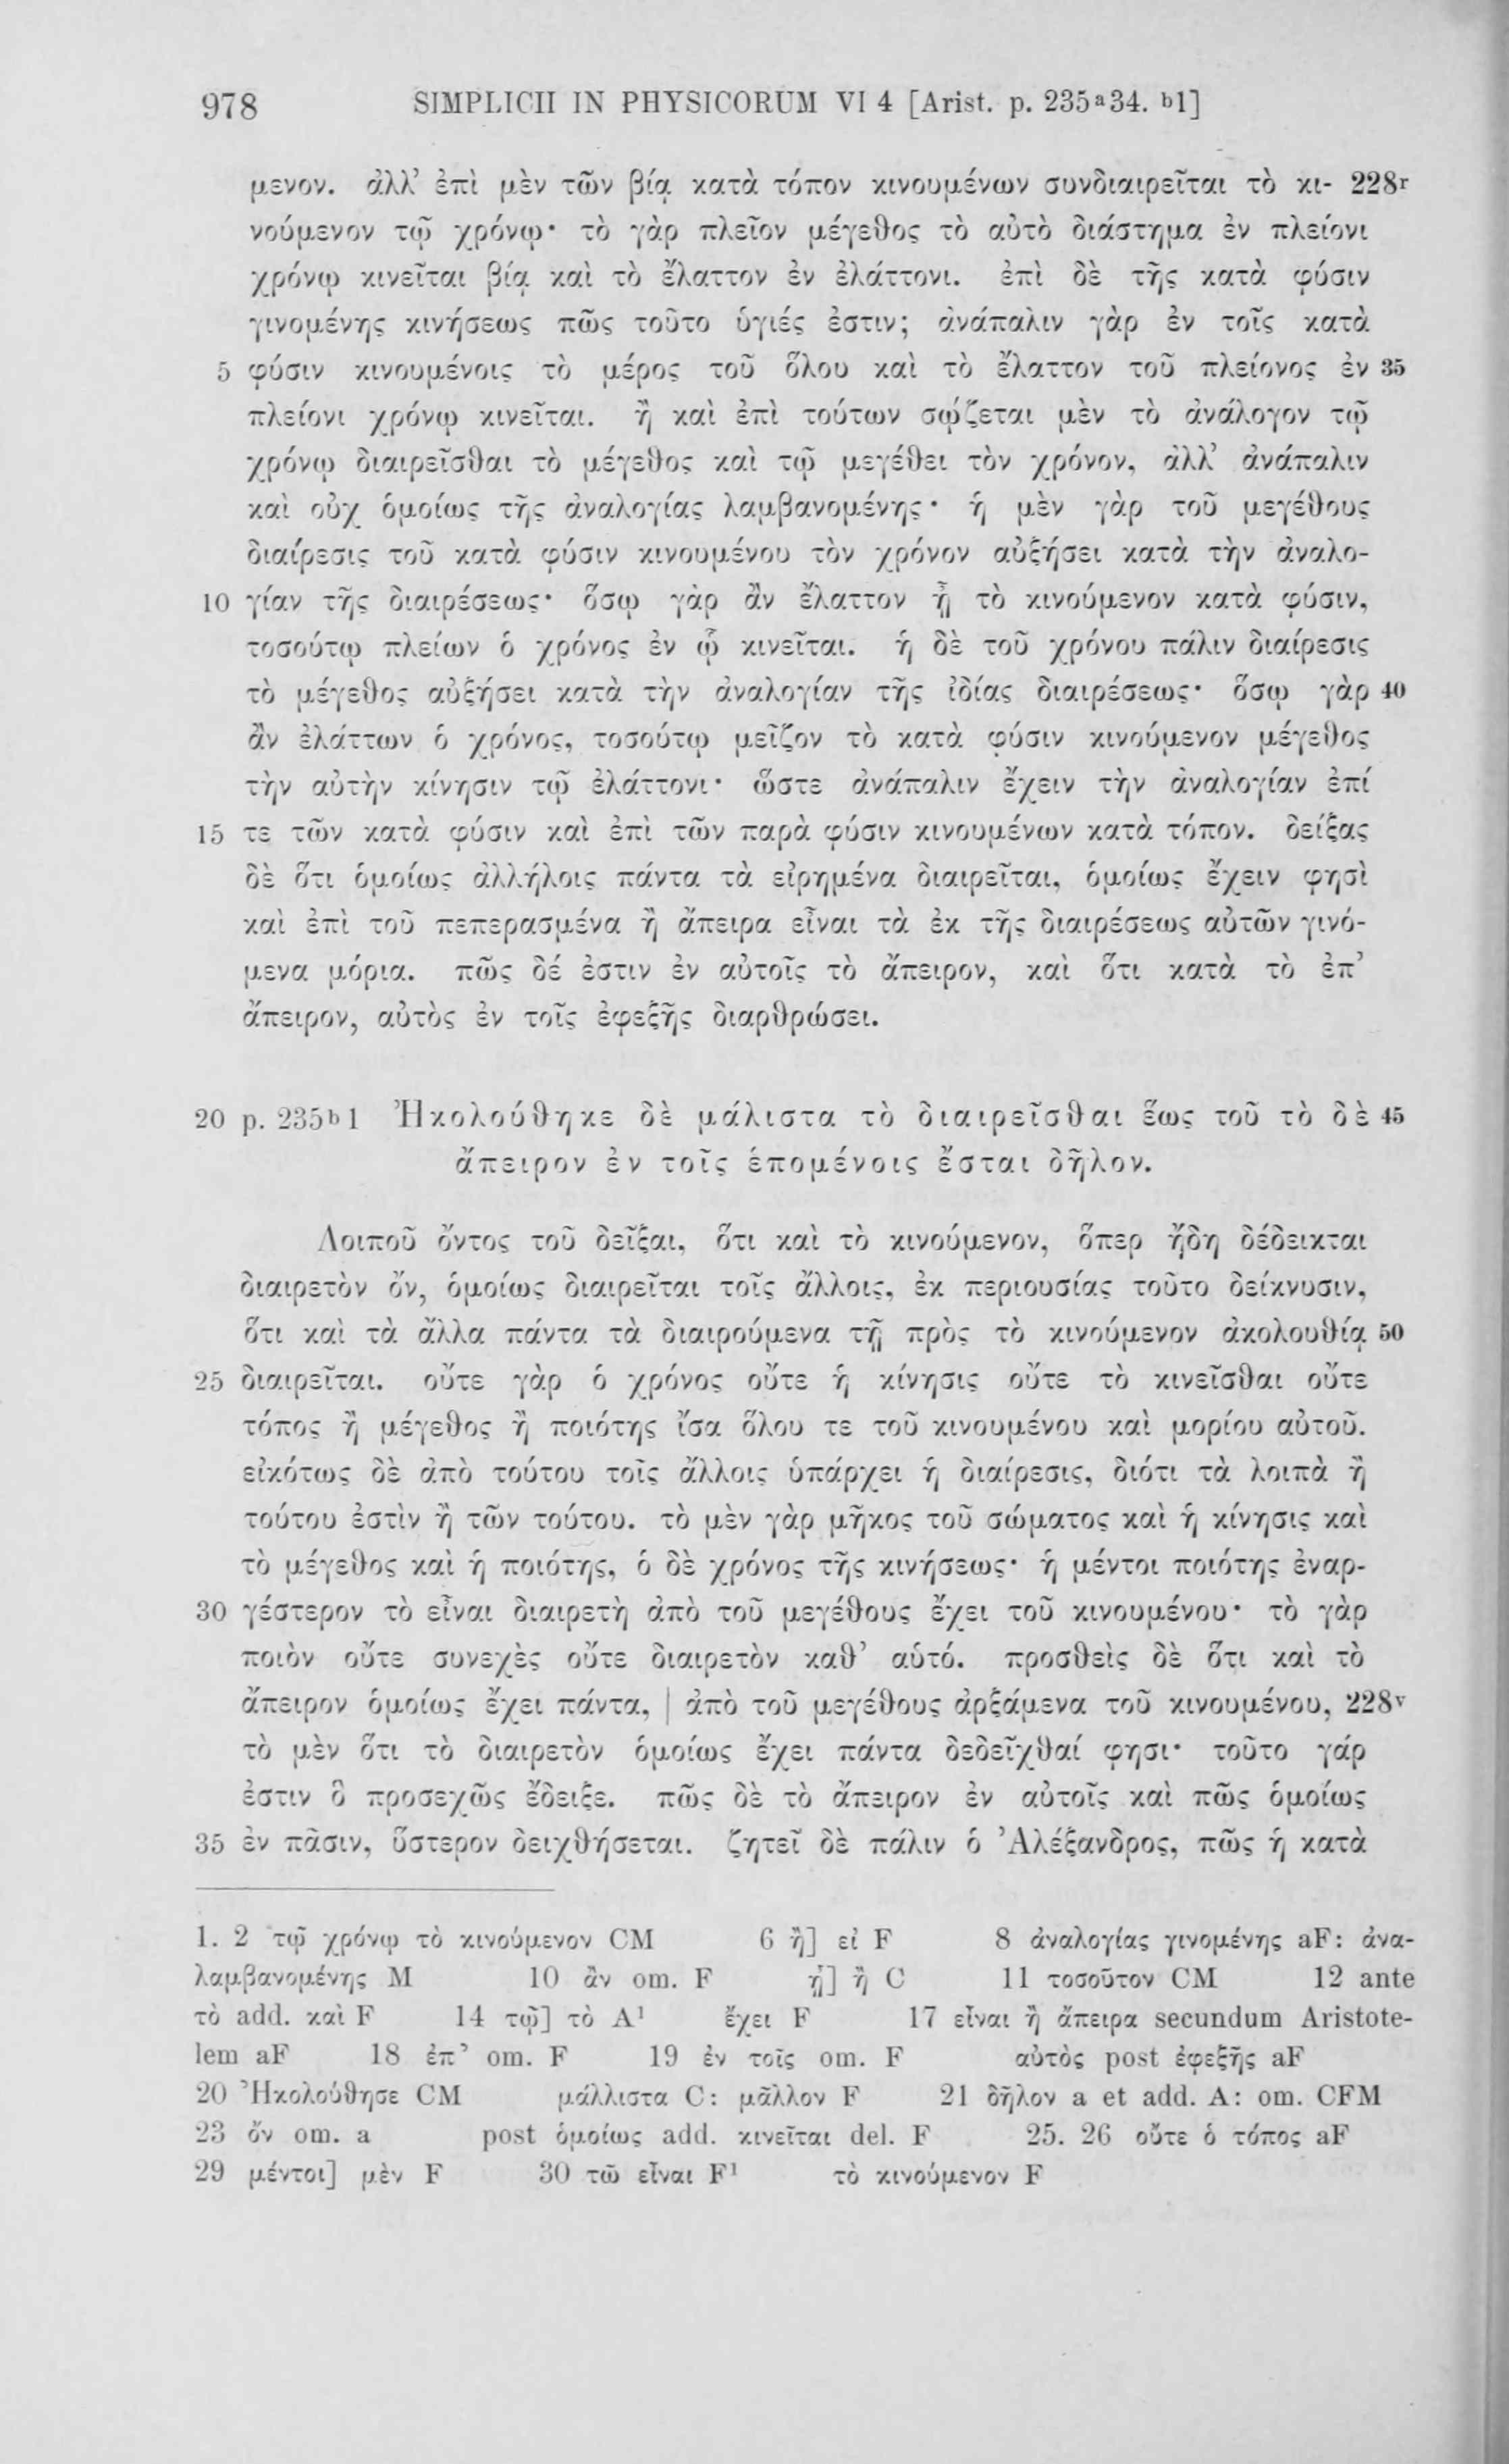 978 SIMPLICII IN PHYSICORUM VI 4 [Arist. p. 235ᵃ34. ᵇ1]
μενον. ἀλλ’ ἐπὶ μὲν τῶν βίᾳ κατὰ τόπον κινουμένων συνδιαιρεῖται τὸ κι- 228ʳ
νούμενον τῷ χρόνῳ· τὸ γὰρ πλεῖον μέγεθος τὸ αὐτὸ διάστημα ἐν πλείονι
χρόνῳ κινεῖται βίᾳ καὶ τὸ ἔλαττον ἐν ἐλάττονι. ἐπὶ δὲ τῆς κατὰ φύσιν
γινομένης κινήσεως πῶς τοῦτο ὑγιές ἐστιν; ἀνάπαλιν γὰρ ἐν τοῖς κατὰ
5 φύσιν κινουμένοις τὸ μέρος τοῦ ὅλου καὶ τὸ ἔλαττον τοῦ πλείονος ἐν 35
πλείονι χρόνῳ κινεῖται. ἢ καὶ ἐπὶ τούτων σῴζεται μὲν τὸ ἀνάλογον τῷ
χρόνῳ διαιρεῖσθαι τὸ μέγεθος καὶ τῷ μεγέθει τὸν χρόνον, ἀλλ’ ἀνάπαλιν
καὶ οὐχ ὁμοίως τῆς ἀναλογίας λαμβανομένης· ἡ μὲν γὰρ τοῦ μεγέθους
διαίρεσις τοῦ κατὰ φύσιν κινουμένου τὸν χρόνον αὐξήσει κατὰ τὴν ἀναλο-
10 γίαν τῆς διαιρέσεως· ὅσῳ γὰρ ἂν ἔλαττον ᾖ τὸ κινούμενον κατὰ φύσιν,
τοσούτῳ πλείων ὁ χρόνος ἐν ᾧ κινεῖται. ἡ δὲ τοῦ χρόνου πάλιν διαίρεσις
τὸ μέγεθος αὐξήσει κατὰ τὴν ἀναλογίαν τῆς ἰδίας διαιρέσεως· ὅσῳ γὰρ 40
ἂν ἐλάττων ὁ χρόνος, τοσούτῳ μεῖζον τὸ κατὰ φύσιν κινούμενον μέγεθος
τὴν αὐτὴν κίνησιν τῷ ἐλάττονι· ὥστε ἀνάπαλιν ἔχειν τὴν ἀναλογίαν ἐπί
15 τε τῶν κατὰ φύσιν καὶ ἐπὶ τῶν παρὰ φύσιν κινουμένων κατὰ τόπον. δείξας
δὲ ὅτι ὁμοίως ἀλλήλοις πάντα τὰ εἰρημένα διαιρεῖται, ὁμοίως ἔχειν φησὶ
καὶ ἐπὶ τοῦ πεπερασμένα ἢ ἄπειρα εἶναι τὰ ἐκ τῆς διαιρέσεως αὐτῶν γινό-
μενα μόρια. πῶς δέ ἐστιν ἐν αὐτοῖς τὸ ἄπειρον, καὶ ὅτι κατὰ τὸ ἐπ’
ἄπειρον, αὐτὸς ἐν τοῖς ἐφεξῆς διαρθρώσει.
20 p. 235ᵇ1 Ἠκολούθηκε δὲ μάλιστα τὸ διαιρεῖσθαι ἕως τοῦ τὸ δὲ 45
ἄπειρον ἐν τοῖς ἑπομένοις ἔσται δῆλον.
Λοιποῦ ὄντος τοῦ δεῖξαι, ὅτι καὶ τὸ κινούμενον, ὅπερ ἤδη δέδεικται
διαιρετὸν ὄν, ὁμοίως διαιρεῖται τοῖς ἄλλοις, ἐκ περιουσίας τοῦτο δείκνυσιν,
ὅτι καὶ τὰ ἄλλα πάντα τὰ διαιρούμενα τῇ πρὸς τὸ κινούμενον ἀκολουθίᾳ 50
25 διαιρεῖται. οὔτε γὰρ ὁ χρόνος οὔτε ἡ κίνησις οὔτε τὸ κινεῖσθαι οὔτε
τόπος ἢ μέγεθος ἢ ποιότης ἴσα ὅλου τε τοῦ κινουμένου καὶ μορίου αὐτοῦ.
εἰκότως δὲ ἀπὸ τούτου τοῖς ἄλλοις ὑπάρχει ἡ διαίρεσις, διότι τὰ λοιπὰ ἢ
τούτου ἐστὶν ἢ τῶν τούτου. τὸ μὲν γὰρ μῆκος τοῦ σώματος καὶ ἡ κίνησις καὶ
τὸ μέγεθος καὶ ἡ ποιότης, ὁ δὲ χρόνος τῆς κινήσεως· ἡ μέντοι ποιότης ἐναρ-
30 γέστερον τὸ εἶναι διαιρετὴ ἀπὸ τοῦ μεγέθους ἔχει τοῦ κινουμένου· τὸ γὰρ
ποιὸν οὔτε συνεχὲς οὔτε διαιρετὸν καθ’ αὑτό. προσθεὶς δὲ ὅτι καὶ τὸ
ἄπειρον ὁμοίως ἔχει πάντα, | ἀπὸ τοῦ μεγέθους ἀρξάμενα τοῦ κινουμένου, 228ᵛ
τὸ μὲν ὅτι τὸ διαιρετὸν ὁμοίως ἔχει πάντα δεδεῖχθαί φησι· τοῦτο γάρ
ἐστιν ὃ προσεχῶς ἔδειξε. πῶς δὲ τὸ ἄπειρον ἐν αὐτοῖς καὶ πῶς ὁμοίως
35 ἐν πᾶσιν, ὕστερον δειχθήσεται. ζητεῖ δὲ πάλιν ὁ Ἀλέξανδρος, πῶς ἡ κατὰ
1. 2 τῷ χρόνῳ τὸ κινούμενον CM 6 ἢ] εἰ F 8 ἀναλογίας γινομένης aF: ἀνα-
λαμβανομένης M 10 ἂν om. F ᾖ] ἢ C 11 τοσοῦτον CM 12 ante
τὸ add. καὶ F 14 τῷ] τὸ A¹ ἔχει F 17 εἶναι ἢ ἄπειρα secundum Aristote-
lem aF 18 ἐπ’ om. F 19 ἐν τοῖς om. F αὐτὸς post ἐφεξῆς aF
20 Ἠκολούθησε CM μάλλιστα C: μᾶλλον F 21 δῆλον a et add. A: om. CFM
23 ὄν om. a post ὁμοίως add. κινεῖται del. F 25. 26 οὔτε ὁ τόπος aF
29 μέντοι] μὲν F 30 τῶ εἶναι F¹ τὸ κινούμενον F